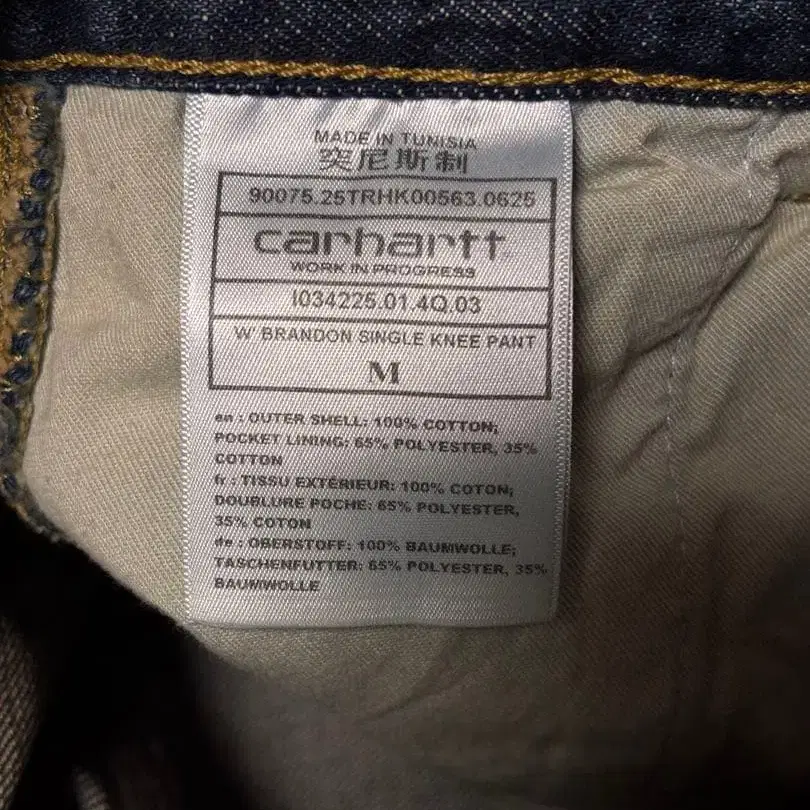 MADE IN TUNISIA
突尼斯制
90075.25TRHK00563.0625
carhartt
WORK IN PROGRESS
I034225.01.4Q.03
W' BRANDON SINGLE KNEE PANT
M
en : OUTER SHELL: 100% COTTON;
POCKET LINING: 65% POLYESTER, 35%
COTTON
fr : TISSU EXTÉRIEUR: 100% COTON;
DOUBLURE POCHE: 65% POLYESTER,
35% COTON
de : OBERSTOFF: 100% BAUMWOLLE;
TASCHENFUTTER: 65% POLYESTER, 35%
BAUMWOLLE